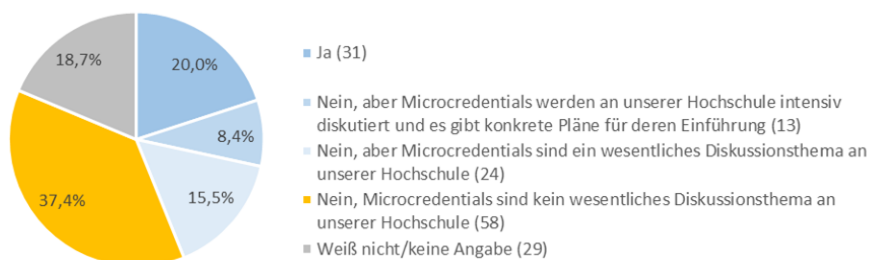 18,7%
20,0%
8,4%
15,5%
37,4%
Ja (31)
Nein, aber Microcredentials werden an unserer Hochschule intensiv
diskutiert und es gibt konkrete Pläne für deren Einführung (13)
Nein, aber Microcredentials sind ein wesentliches Diskussionsthema an
unserer Hochschule (24)
Nein, Microcredentials sind kein wesentliches Diskussionsthema an
unserer Hochschule (58)
Weiß nicht/keine Angabe (29)